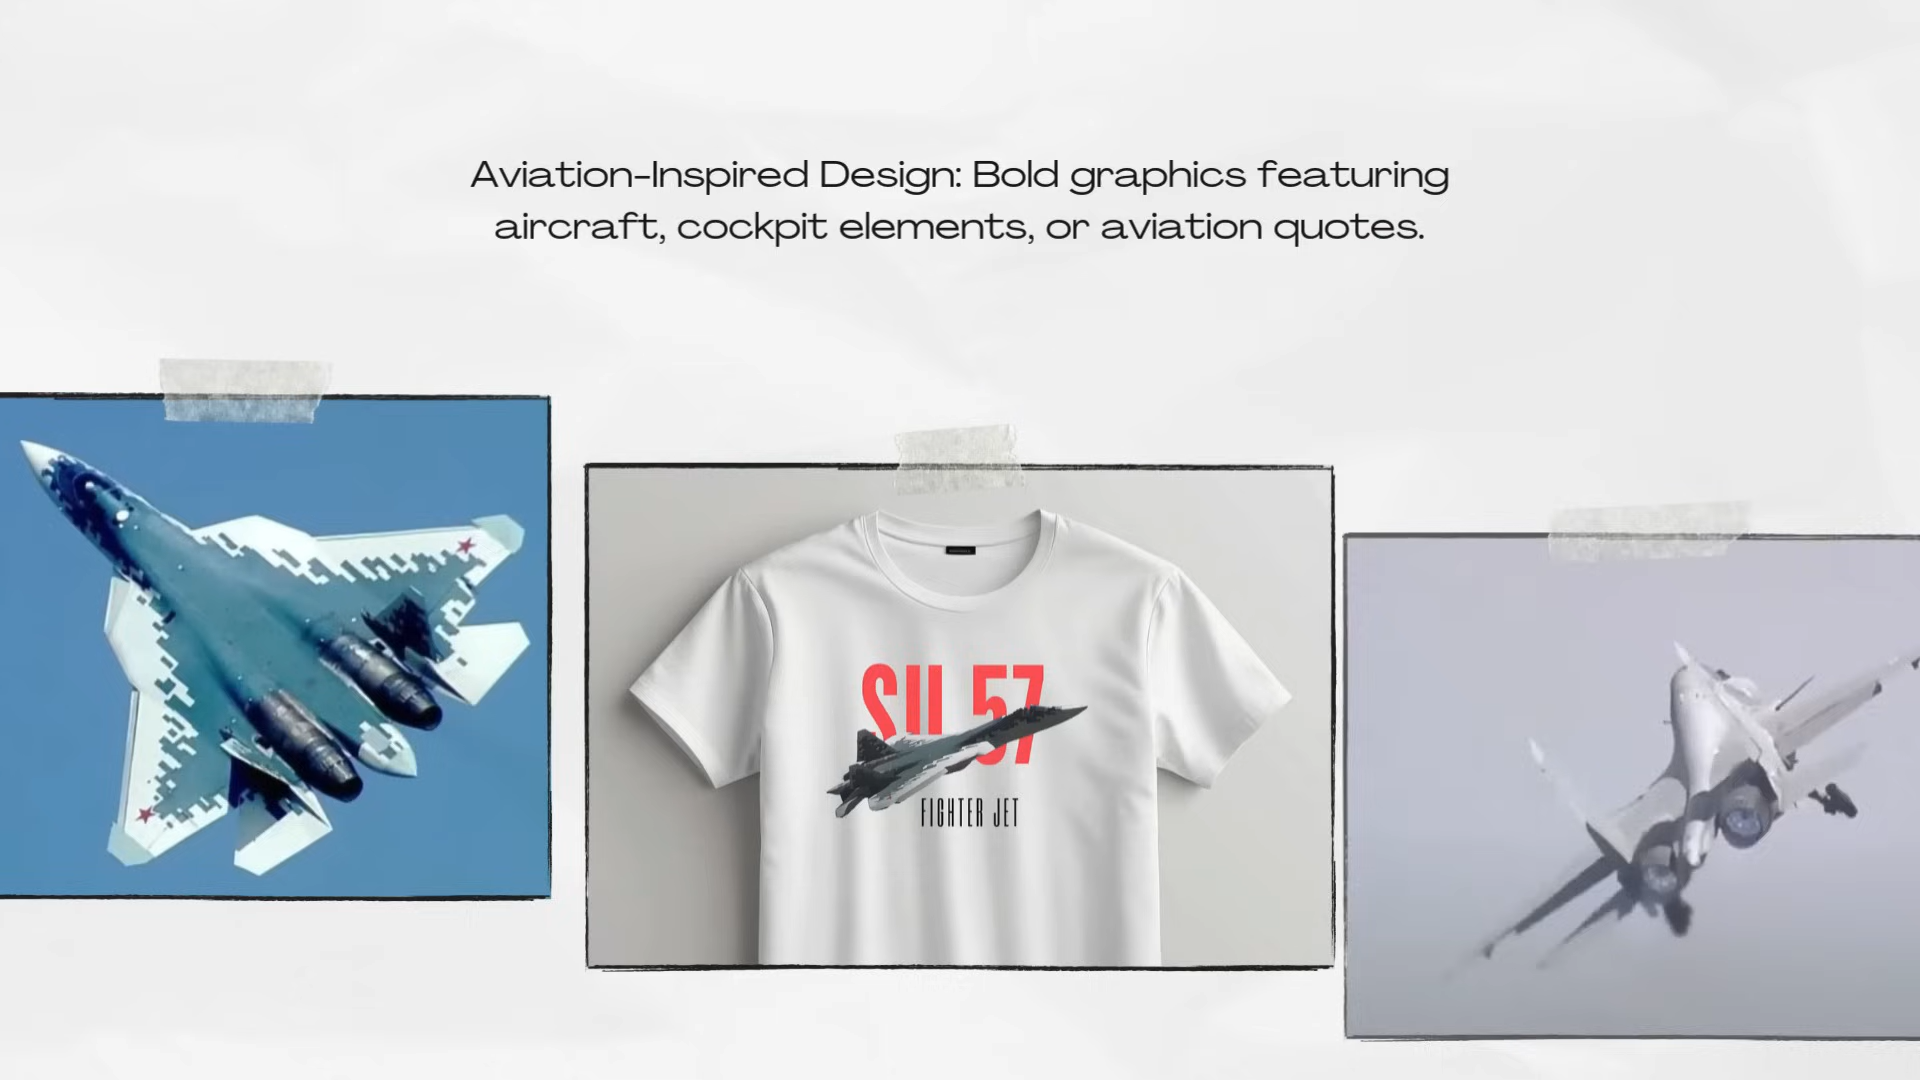 Aviation-Inspired Design: Bold graphics featuring
aircraft, cockpit elements, or aviation quotes.
SU 57
FIGHTER JET